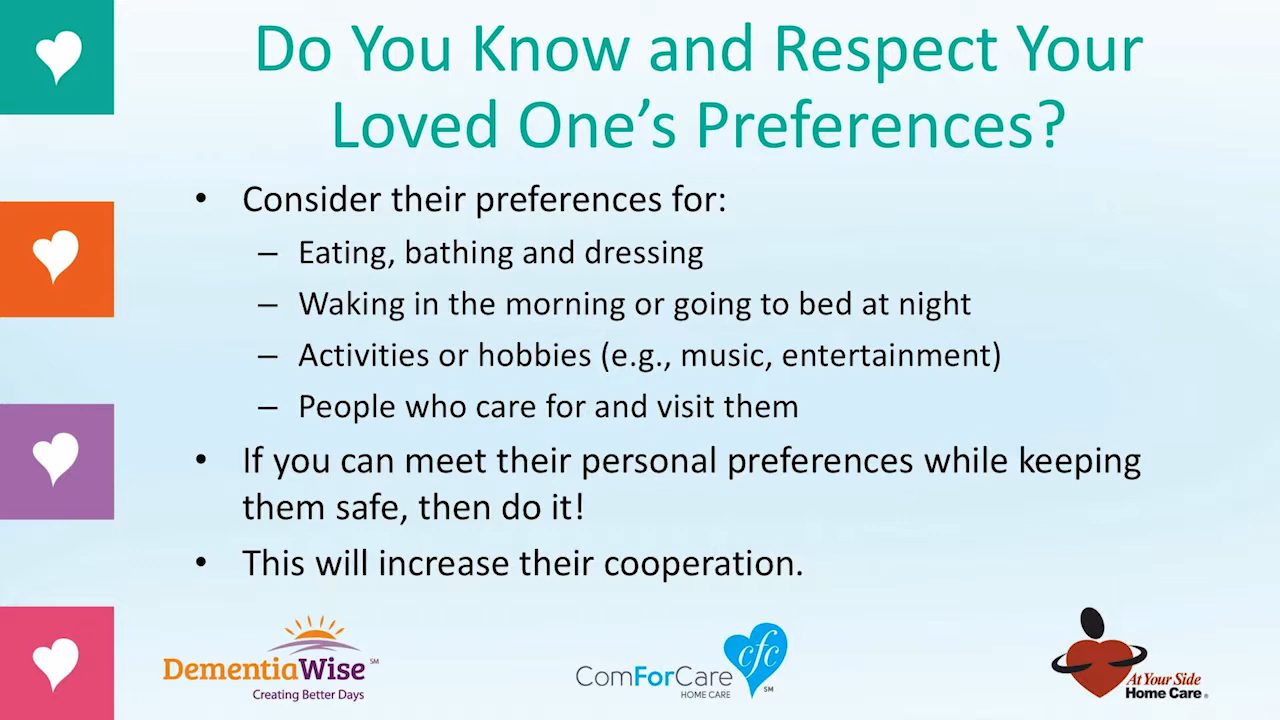 Do You Know and Respect Your
Loved One’s Preferences?
• Consider their preferences for:
– Eating, bathing and dressing
– Waking in the morning or going to bed at night
– Activities or hobbies (e.g., music, entertainment)
– People who care for and visit them
• If you can meet their personal preferences while keeping
them safe, then do it!
• This will increase their cooperation.
DementiaWise℠
Creating Better Days
cfc
ComForCare
HOME CARE
℠
At Your Side
Home Care®